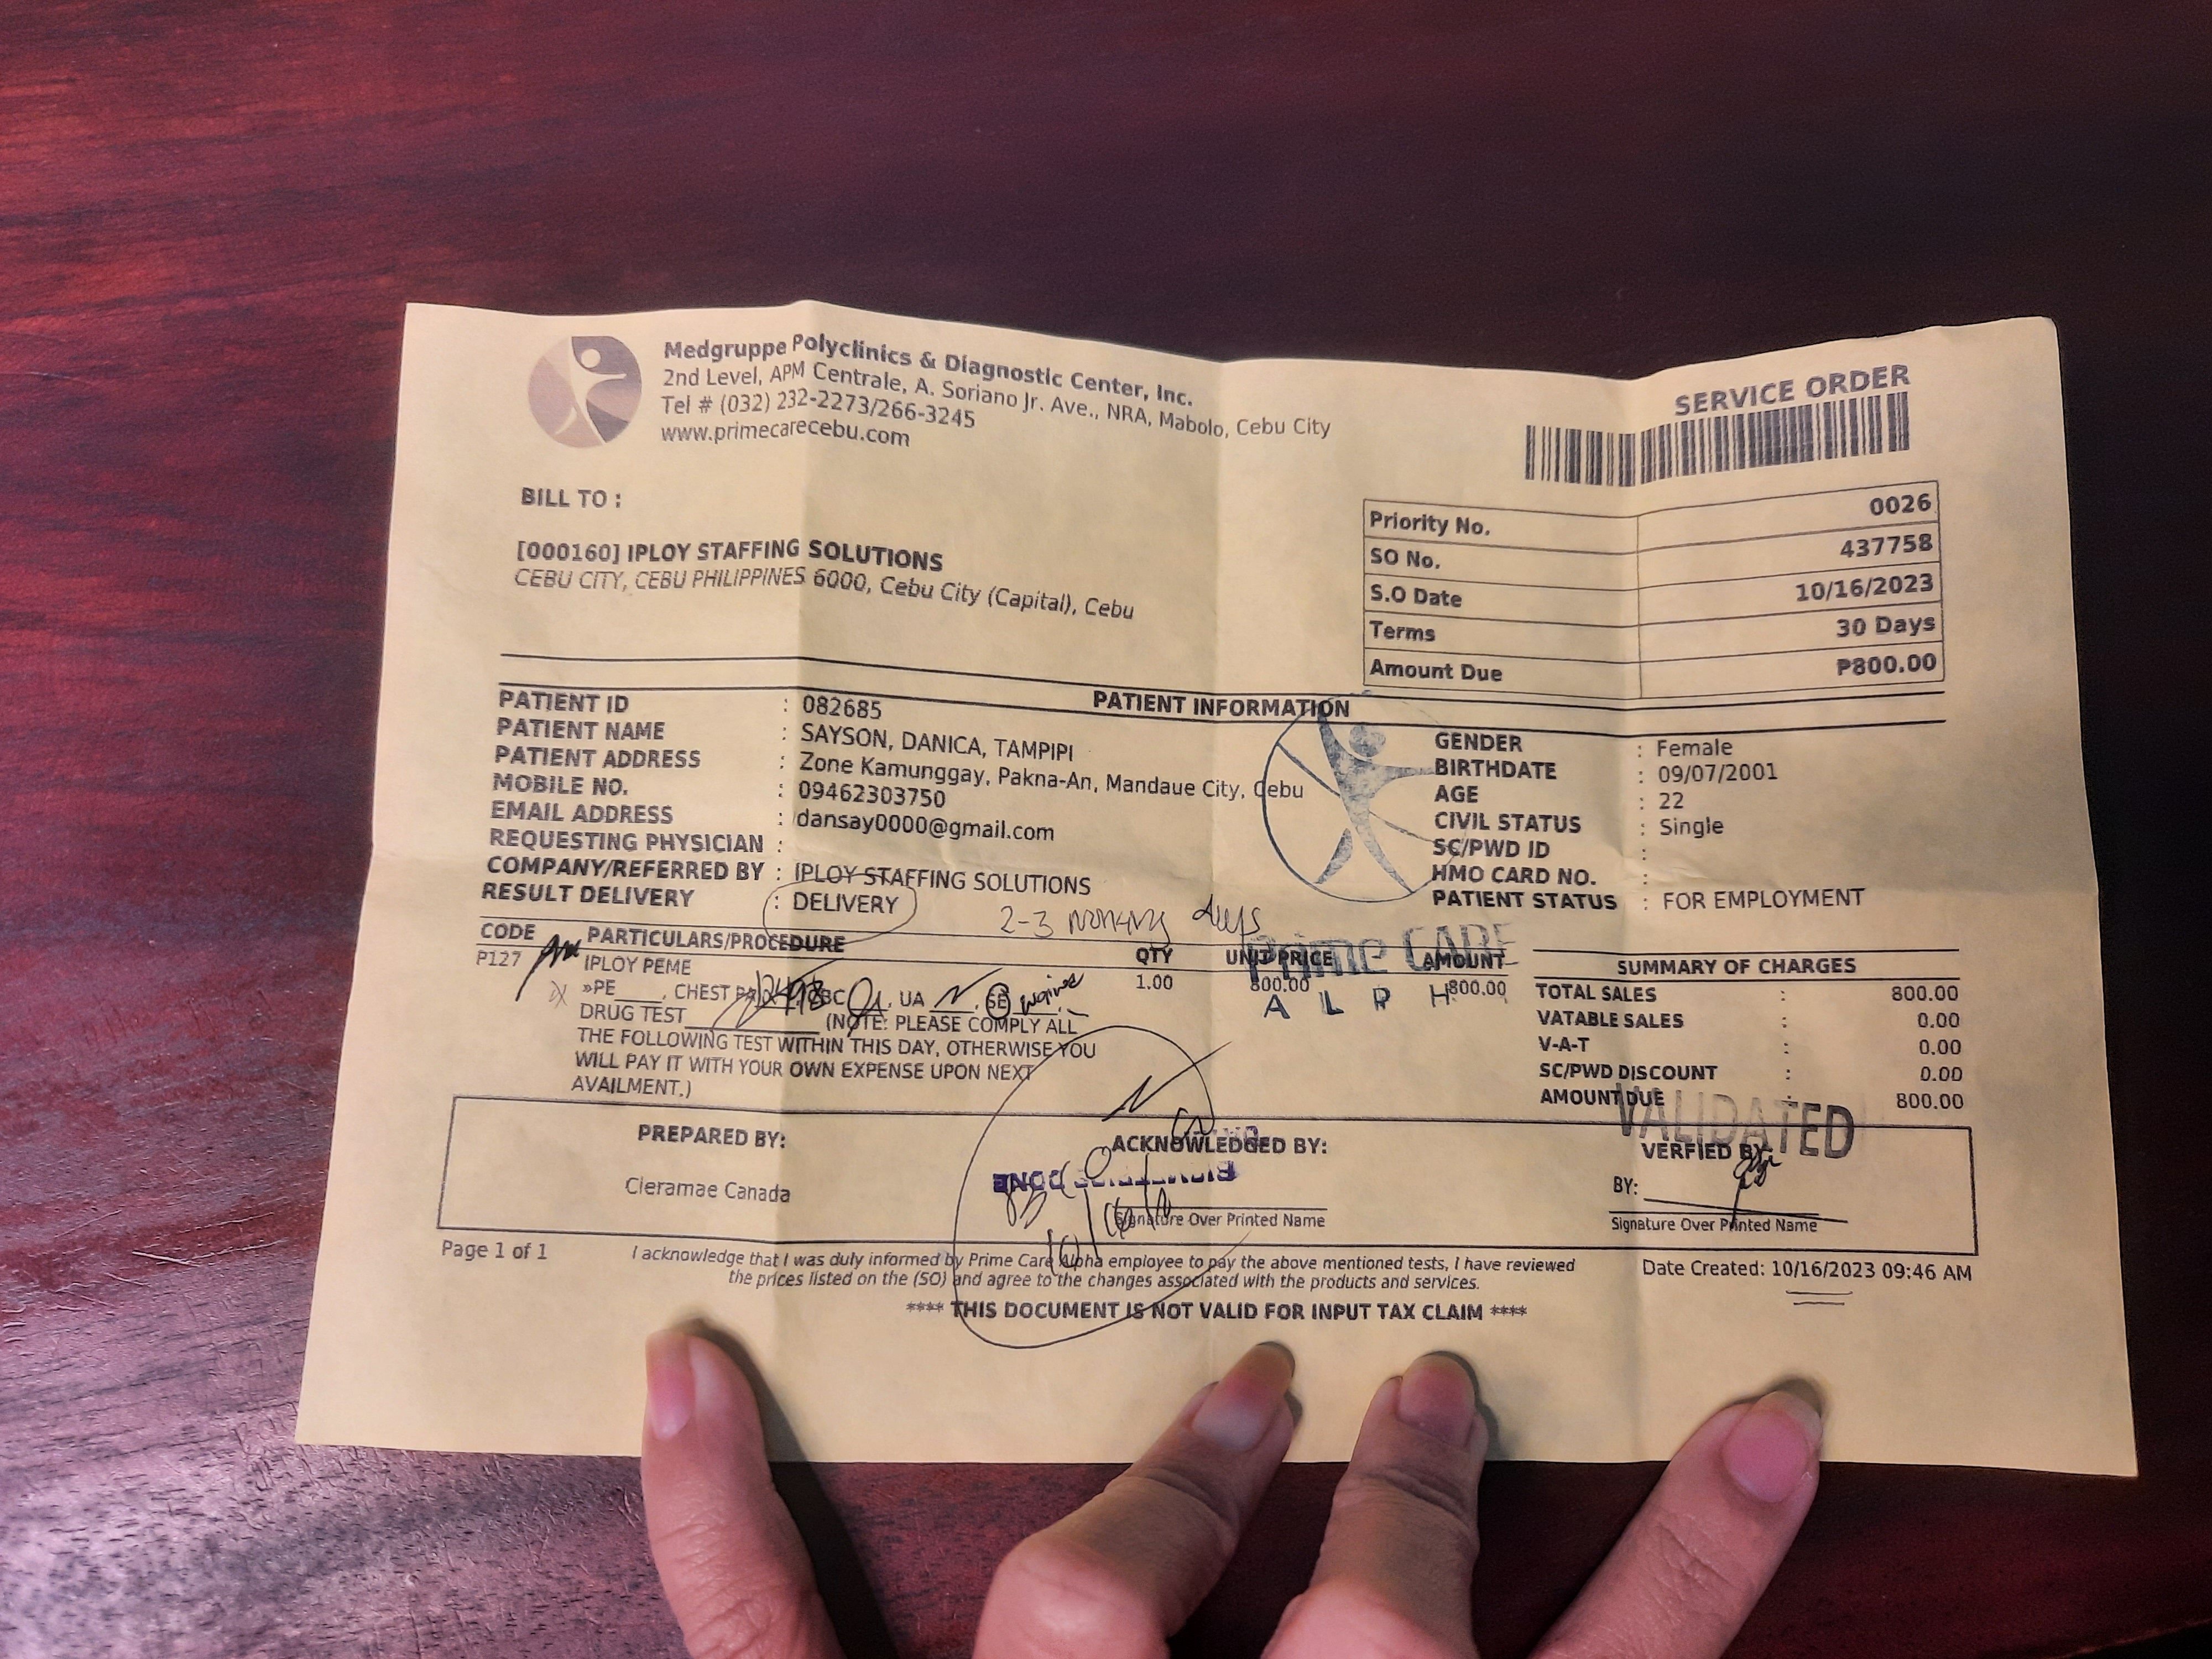 Medgruppe Polyclinics & Diagnostic Center, Inc.
2nd Level, APM Centrale, A. Soriano Jr. Ave., NRA, Mabolo, Cebu City
Tel # (032) 232-2273/266-3245
www.primecarecebu.com
SERVICE ORDER
BILL TO :
[000160] IPLOY STAFFING SOLUTIONS
CEBU CITY, CEBU PHILIPPINES 6000, Cebu City (Capital), Cebu
Priority No. 0026
SO No. 437758
S.O Date 10/16/2023
Terms 30 Days
Amount Due ₱800.00
PATIENT INFORMATION
PATIENT ID : 082685
PATIENT NAME : SAYSON, DANICA, TAMPIPI
PATIENT ADDRESS : Zone Kamunggay, Pakna-An, Mandaue City, Cebu
MOBILE NO. : 09462303750
EMAIL ADDRESS : dansay0000@gmail.com
REQUESTING PHYSICIAN :
COMPANY/REFERRED BY : IPLOY STAFFING SOLUTIONS
RESULT DELIVERY : DELIVERY
GENDER : Female
BIRTHDATE : 09/07/2001
AGE : 22
CIVIL STATUS : Single
SC/PWD ID :
HMO CARD NO. :
PATIENT STATUS : FOR EMPLOYMENT
2-3 working days
Prime CARE
A L P H
CODE PARTICULARS/PROCEDURE QTY UNIT PRICE AMOUNT
P127 IPLOY PEME 1.00 800.00 800.00
»PE____, CHEST CBC , UA , SE waived
DRUG TEST (NOTE: PLEASE COMPLY ALL
THE FOLLOWING TEST WITHIN THIS DAY, OTHERWISE YOU
WILL PAY IT WITH YOUR OWN EXPENSE UPON NEXT
AVAILMENT.)
SUMMARY OF CHARGES
TOTAL SALES : 800.00
VATABLE SALES : 0.00
V-A-T : 0.00
SC/PWD DISCOUNT : 0.00
AMOUNT DUE : 800.00
VALIDATED
PREPARED BY:
Cleramae Canada
ACKNOWLEDGED BY:
BIOMETRICS DONE
Signature Over Printed Name
VERFIED BY:
BY:
Signature Over Printed Name
Page 1 of 1
I acknowledge that I was duly informed by Prime Care Alpha employee to pay the above mentioned tests, I have reviewed
the prices listed on the (SO) and agree to the changes associated with the products and services.
Date Created: 10/16/2023 09:46 AM
**** THIS DOCUMENT IS NOT VALID FOR INPUT TAX CLAIM ****